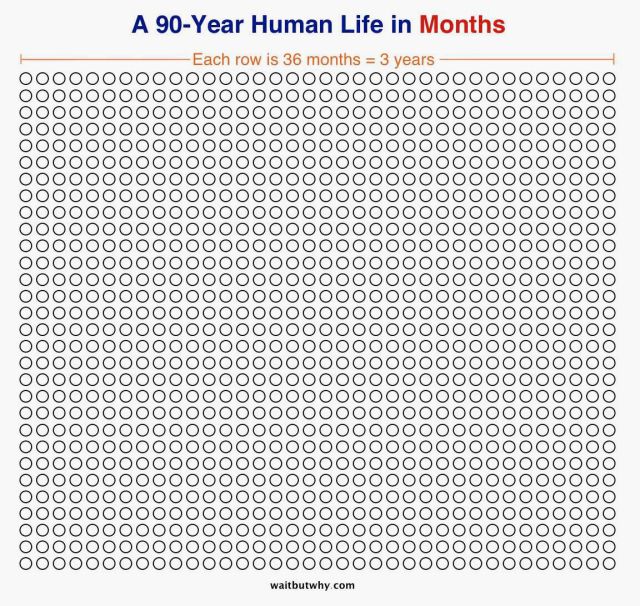 A 90-Year Human Life in Months
Each row is 36 months = 3 years
waitbutwhy.com